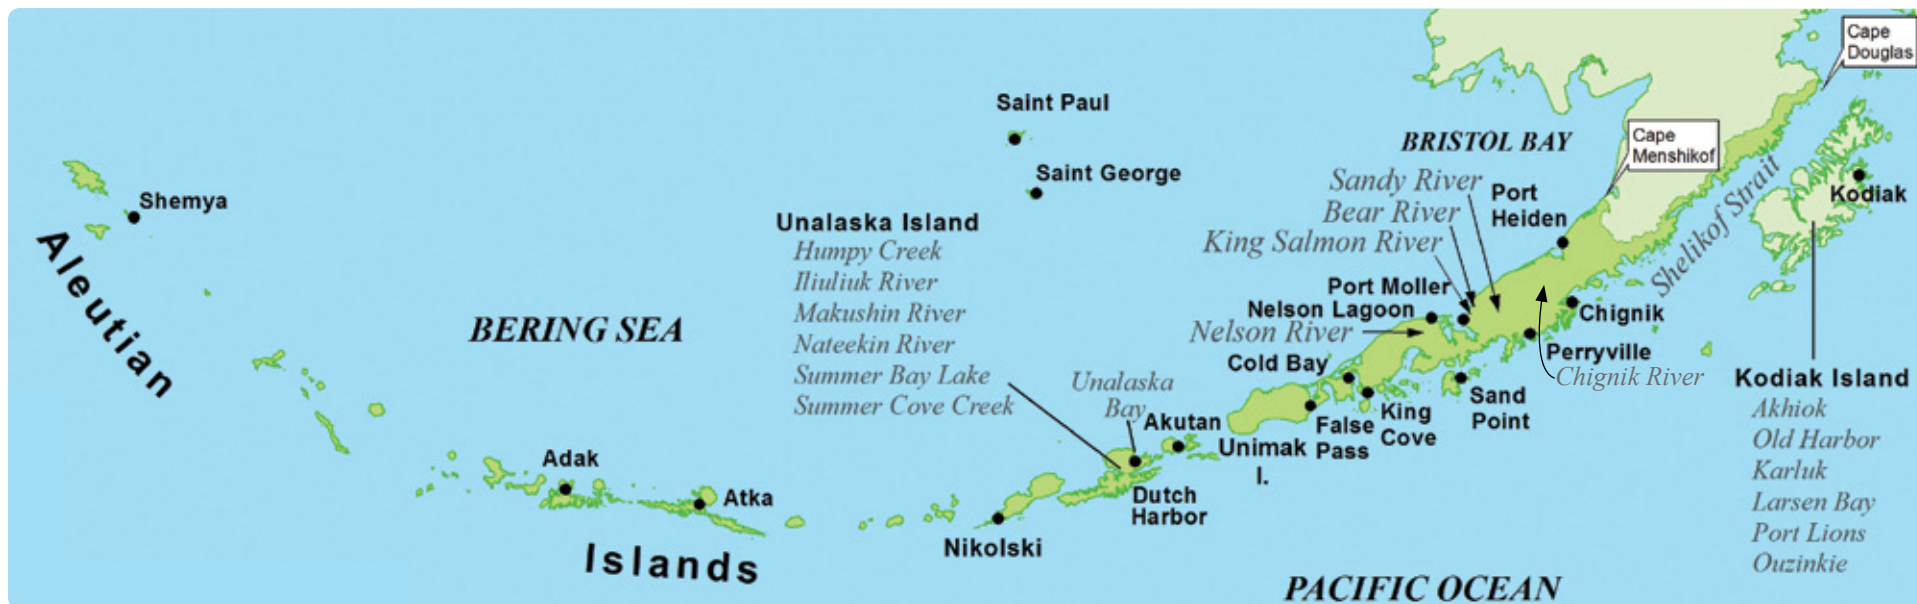 Cape
Douglas
Saint Paul
BRISTOL BAY
Cape
Menshikof
Saint George
Sandy River
Port
Heiden
Bear River
King Salmon River
Shelikof Strait
Kodiak
Shemya
Aleutian
Unalaska Island
Humpy Creek
Iliuliuk River
Makushin River
Nateekin River
Summer Bay Lake
Summer Cove Creek
BERING SEA
Port Moller
Nelson Lagoon
Nelson River
Chignik
Perryville
Chignik River
Cold Bay
Unalaska
Bay
Akutan
Unimak
I.
False
Pass
King
Cove
Sand
Point
Kodiak Island
Akhiok
Old Harbor
Karluk
Larsen Bay
Port Lions
Ouzinkie
Adak
Atka
Dutch
Harbor
Nikolski
Islands
PACIFIC OCEAN